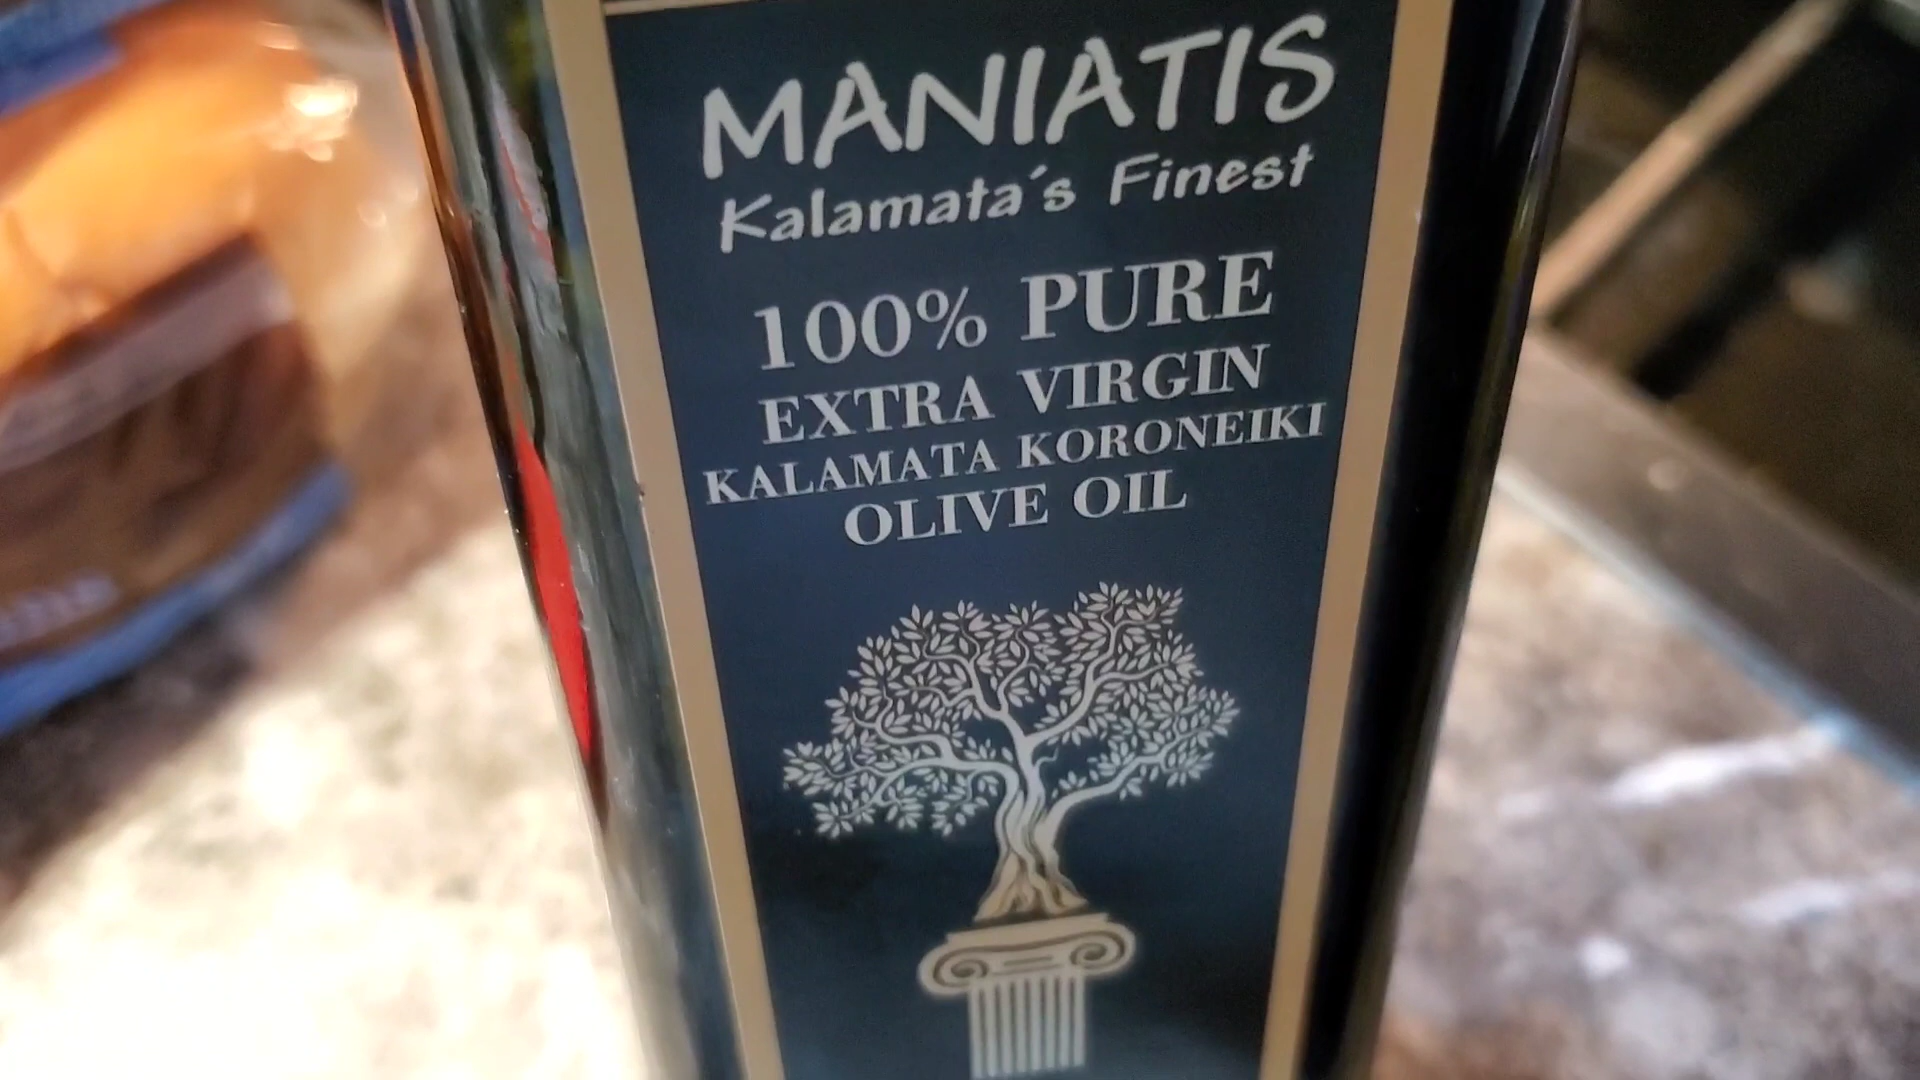 MANIATIS
Kalamata's Finest
100% PURE
EXTRA VIRGIN
KALAMATA KORONEIKI
OLIVE OIL